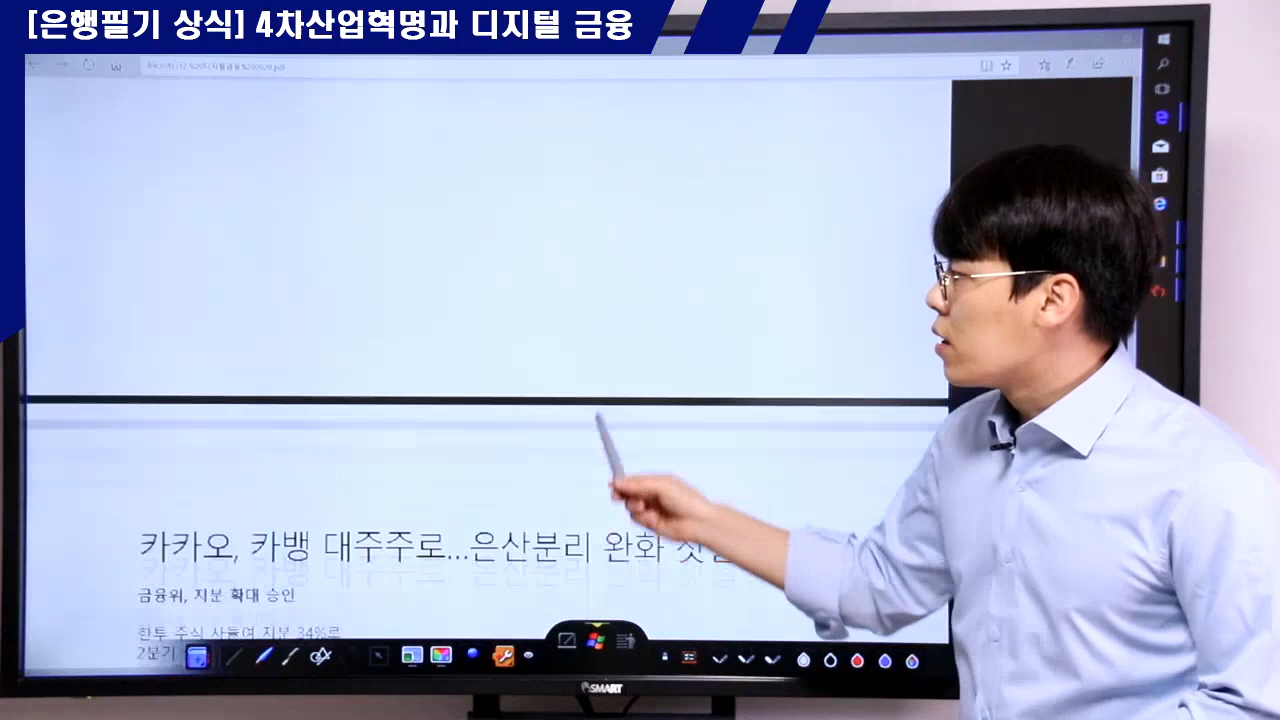 [은행필기 상식] 4차산업혁명과 디지털 금융
카카오, 카뱅 대주주로...은산분리 완화 첫
금융위, 지분 확대 승인
한투 주식 사들여 지분 34%로
2분기
SMART